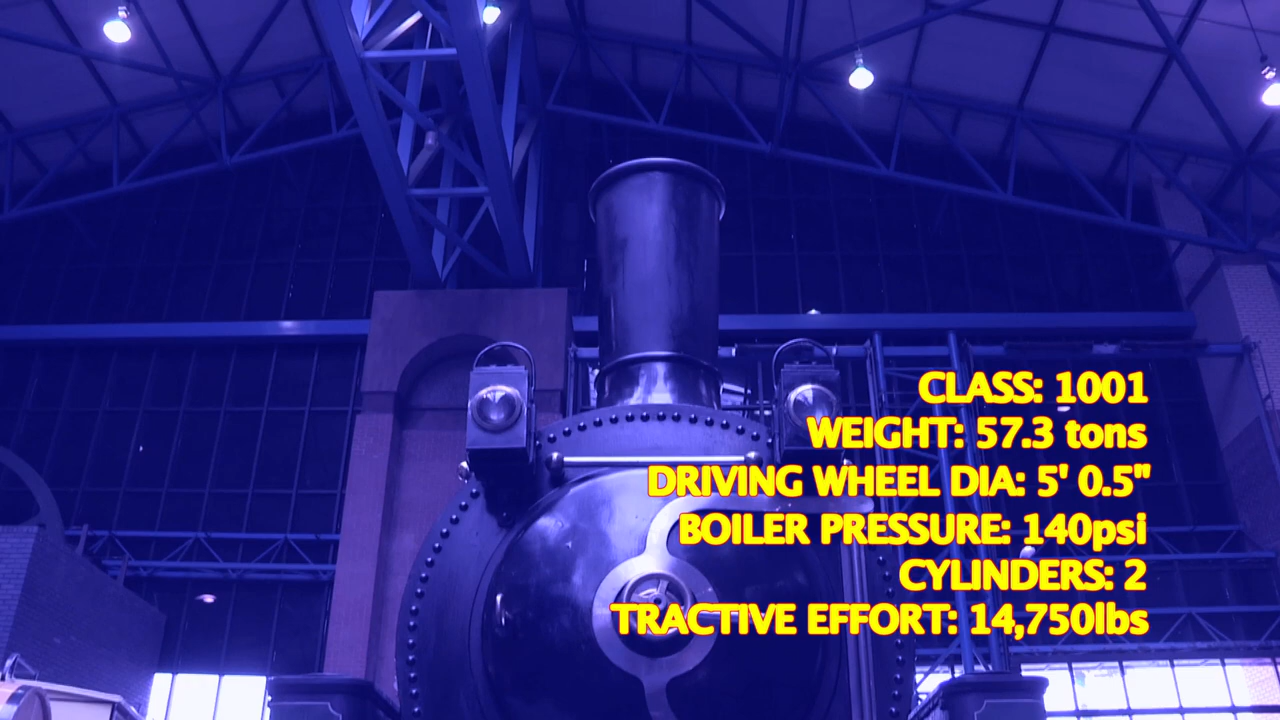 CLASS: 1001
WEIGHT: 57.3 tons
DRIVING WHEEL DIA: 5' 0.5"
BOILER PRESSURE: 140psi
CYLINDERS: 2
TRACTIVE EFFORT: 14,750lbs